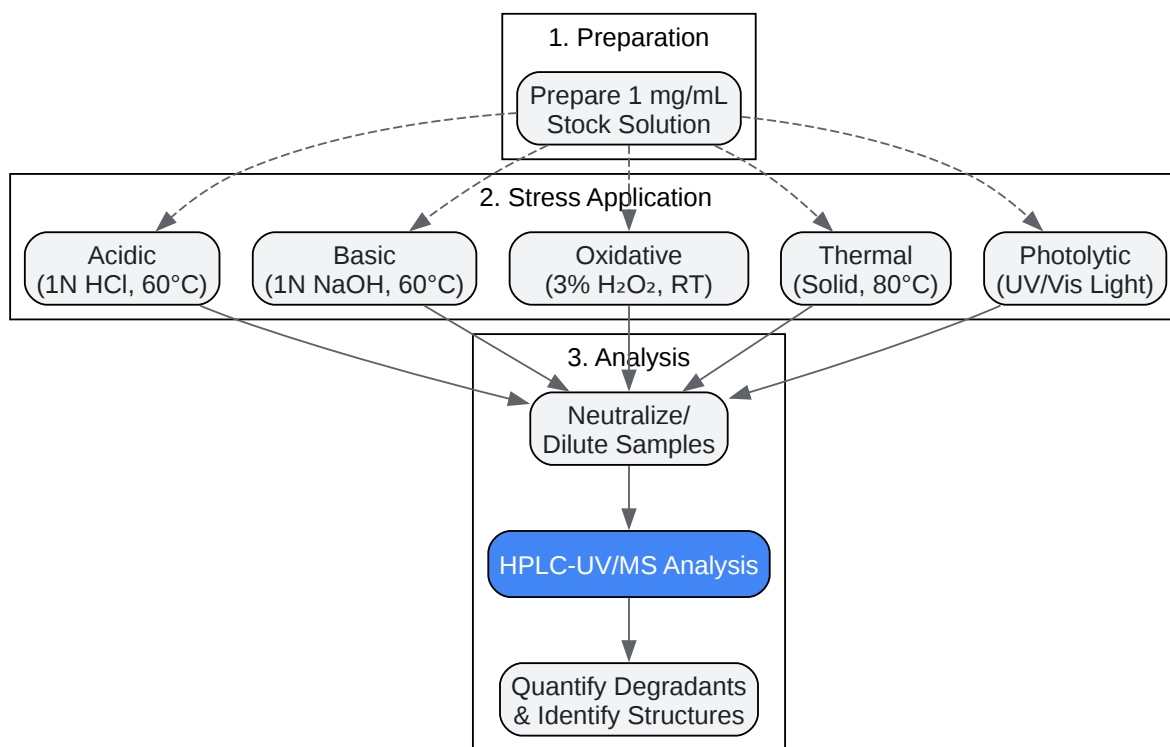 1. Preparation
Prepare 1 mg/mL
Stock Solution
2. Stress Application
Acidic
(1N HCl, 60°C)
Basic
(1N NaOH, 60°C)
Oxidative
(3% H₂O₂, RT)
Thermal
(Solid, 80°C)
Photolytic
(UV/Vis Light)
3. Analysis
Neutralize/
Dilute Samples
HPLC-UV/MS Analysis
Quantify Degradants
& Identify Structures